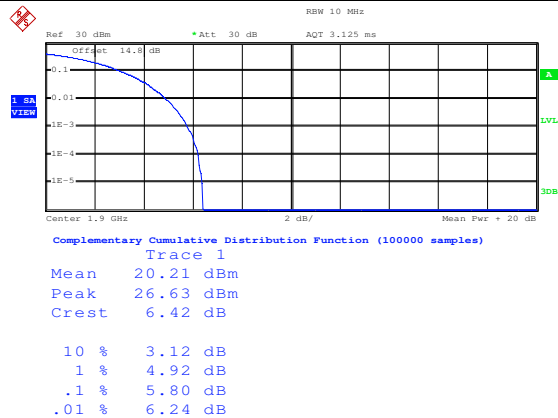 RBW 10 MHz
Ref 30 dBm *Att 30 dB AQT 3.125 ms
Offset 14.8 dB
0.1
A
0.01
1 SA
VIEW
1E-3
LVL
1E-4
1E-5
3DB
Center 1.9 GHz 2 dB/ Mean Pwr + 20 dB
Complementary Cumulative Distribution Function (100000 samples)
Trace 1
Mean 20.21 dBm
Peak 26.63 dBm
Crest 6.42 dB
10 % 3.12 dB
1 % 4.92 dB
.1 % 5.80 dB
.01 % 6.24 dB